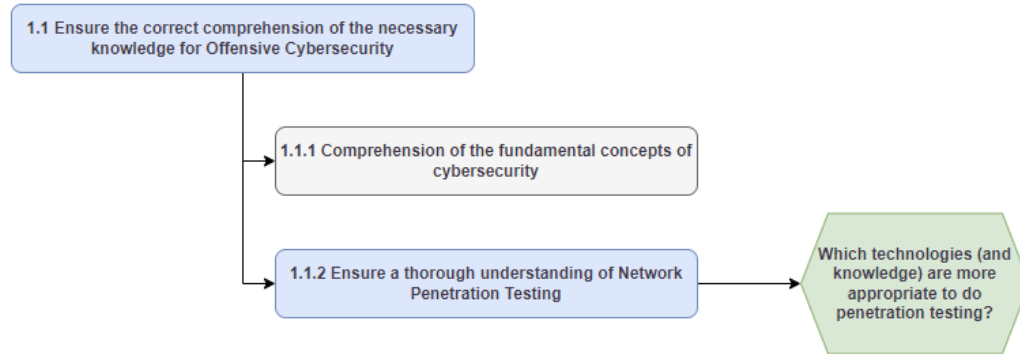 1.1 Ensure the correct comprehension of the necessary
knowledge for Offensive Cybersecurity
1.1.1 Comprehension of the fundamental concepts of
cybersecurity
1.1.2 Ensure a thorough understanding of Network
Penetration Testing
Which technologies (and
knowledge) are more
appropriate to do
penetration testing?